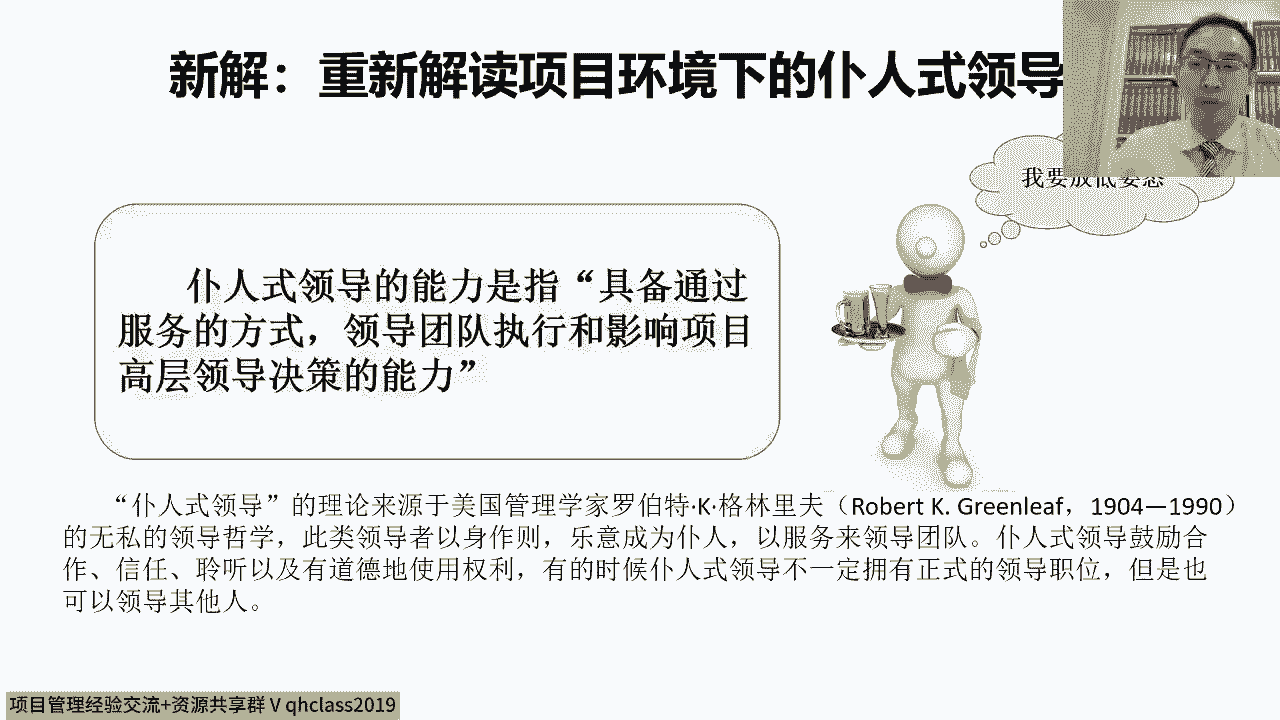 新解：重新解读项目环境下的仆人式领导
我要放低姿态
仆人式领导的能力是指“具备通过
服务的方式，领导团队执行和影响项目
高层领导决策的能力”
“仆人式领导”的理论来源于美国管理学家罗伯特·K·格林里夫（Robert K. Greenleaf，1904—1990）
的无私的领导哲学，此类领导者以身作则，乐意成为仆人，以服务来领导团队。仆人式领导鼓励合
作、信任、聆听以及有道德地使用权利，有的时候仆人式领导不一定拥有正式的领导职位，但是也
可以领导其他人。
项目管理经验交流+资源共享群 V qhclass2019